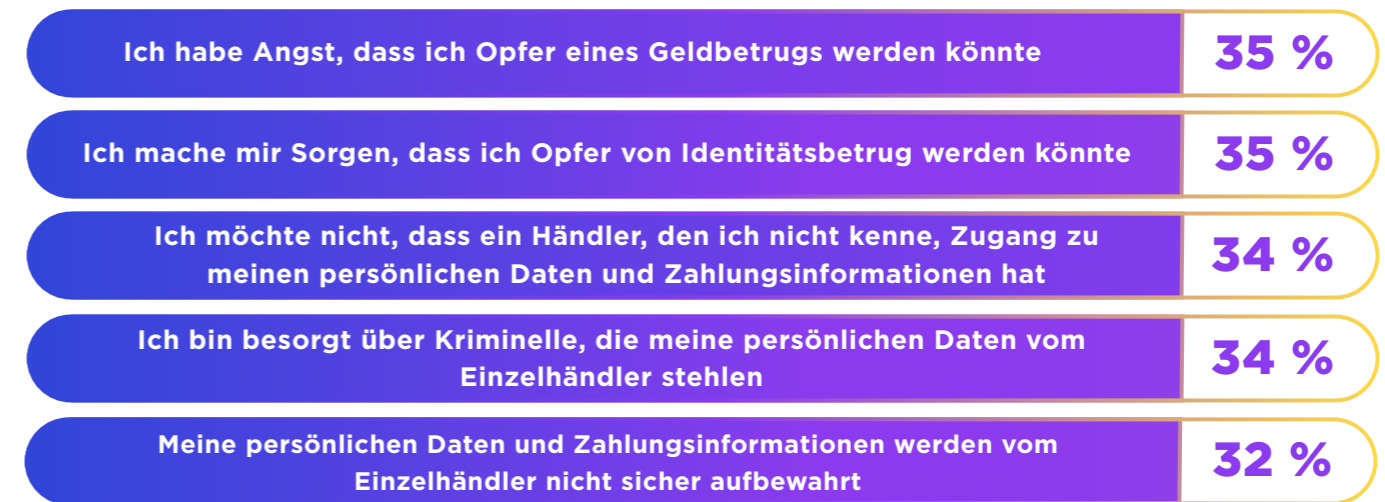 Ich habe Angst, dass ich Opfer eines Geldbetrugs werden könnte
35 %
Ich mache mir Sorgen, dass ich Opfer von Identitätsbetrug werden könnte
35 %
Ich möchte nicht, dass ein Händler, den ich nicht kenne, Zugang zu
meinen persönlichen Daten und Zahlungsinformationen hat
34 %
Ich bin besorgt über Kriminelle, die meine persönlichen Daten vom
Einzelhändler stehlen
34 %
Meine persönlichen Daten und Zahlungsinformationen werden vom
Einzelhändler nicht sicher aufbewahrt
32 %